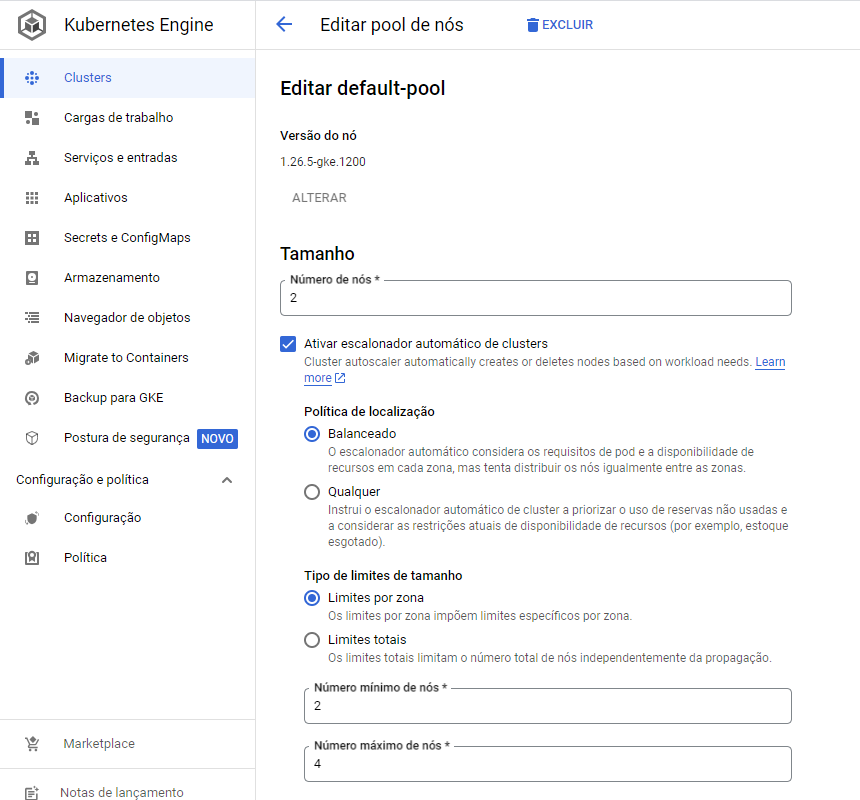 Kubernetes Engine
Editar pool de nós
EXCLUIR
Clusters
Cargas de trabalho
Serviços e entradas
Aplicativos
Secrets e ConfigMaps
Armazenamento
Navegador de objetos
Migrate to Containers
Backup para GKE
Postura de segurança NOVO
Configuração e política
Configuração
Política
Marketplace
Notas de lançamento
Editar default-pool
Versão do nó
1.26.5-gke.1200
ALTERAR
Tamanho
Número de nós *
2
Ativar escalonador automático de clusters
Cluster autoscaler automatically creates or deletes nodes based on workload needs. Learn
more
Política de localização
Balanceado
O escalonador automático considera os requisitos de pod e a disponibilidade de
recursos em cada zona, mas tenta distribuir os nós igualmente entre as zonas.
Qualquer
Instrui o escalonador automático de cluster a priorizar o uso de reservas não usadas e
a considerar as restrições atuais de disponibilidade de recursos (por exemplo, estoque
esgotado).
Tipo de limites de tamanho
Limites por zona
Os limites por zona impõem limites específicos por zona.
Limites totais
Os limites totais limitam o número total de nós independentemente da propagação.
Número mínimo de nós *
2
Número máximo de nós *
4